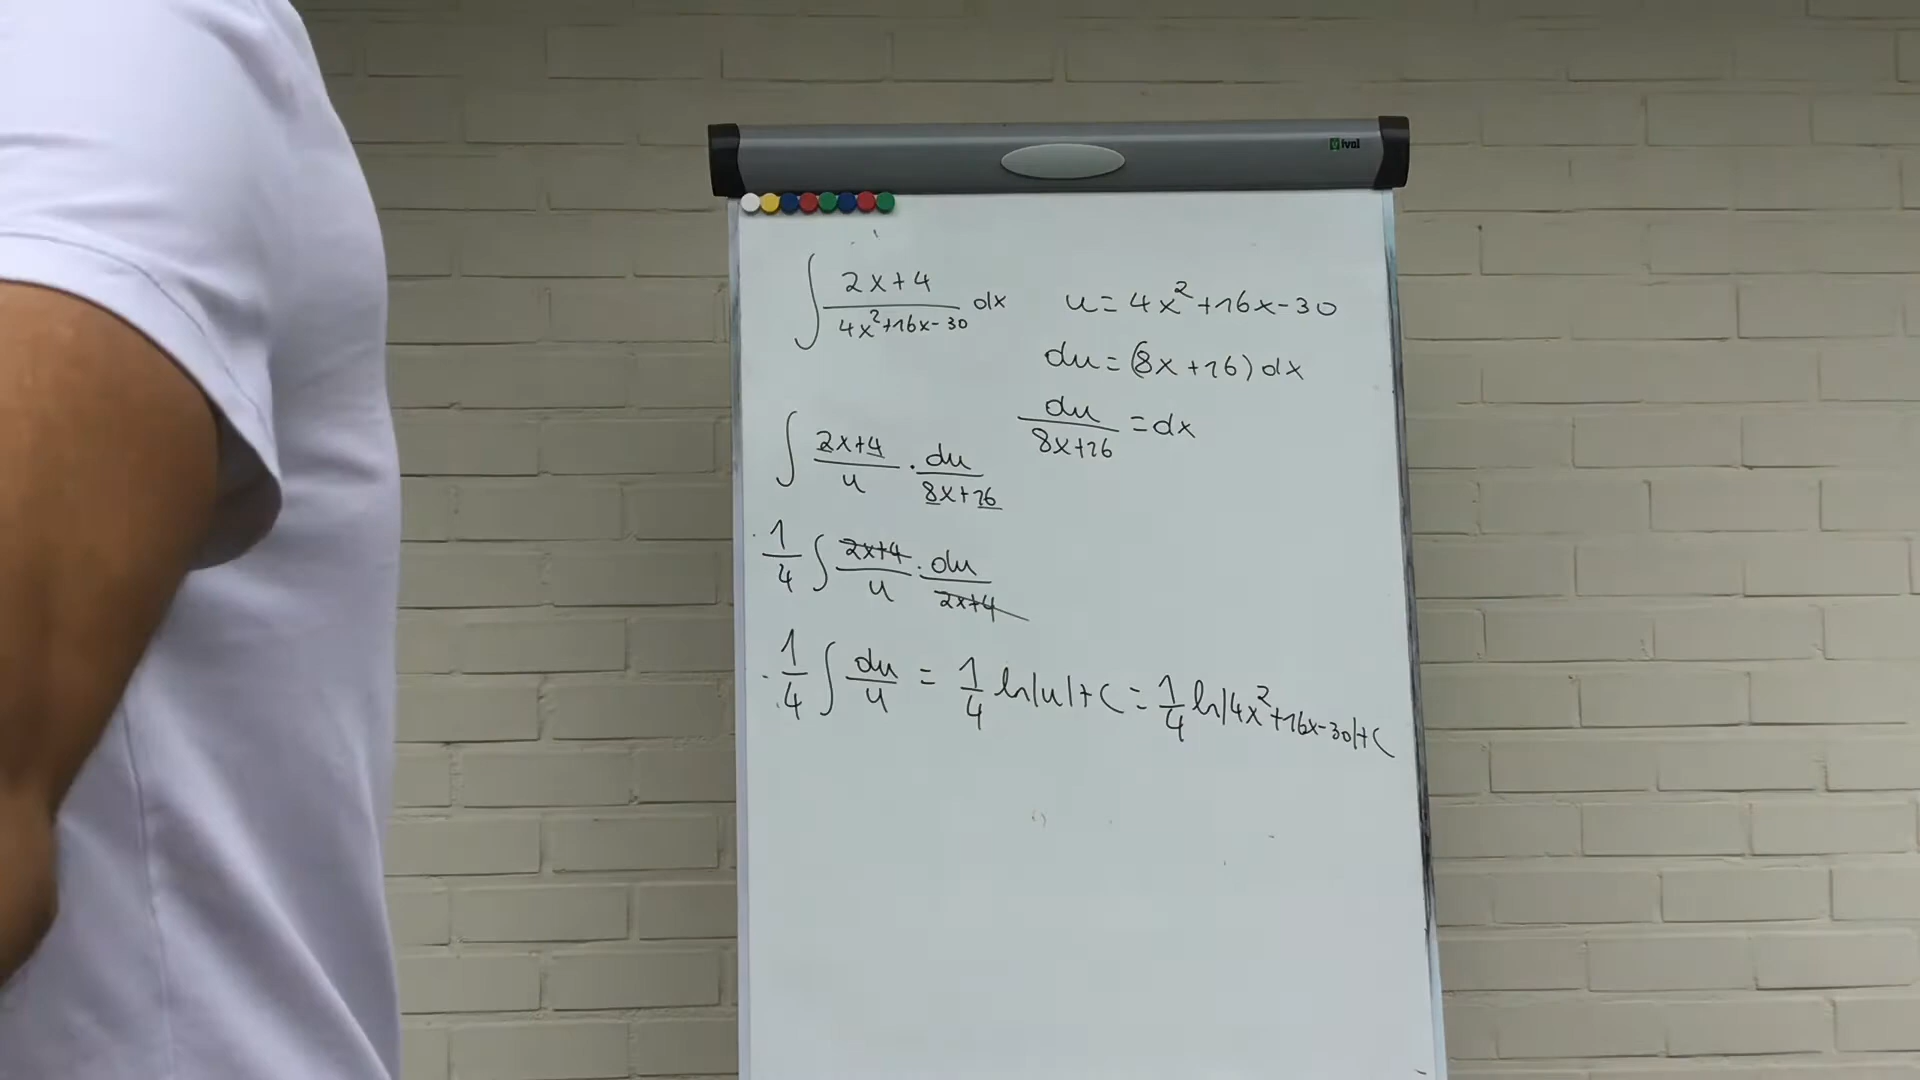 ival
∫ (2x+4)/(4x²+16x-30) dx
u = 4x²+16x-30
du = (8x+16) dx
du/(8x+16) = dx
∫ (2x+4)/u · du/(8x+16)
1/4 ∫ (2x+4)/u · du/(2x+4)
1/4 ∫ du/u = 1/4 ln|u|+C = 1/4 ln|4x²+16x-30|+C